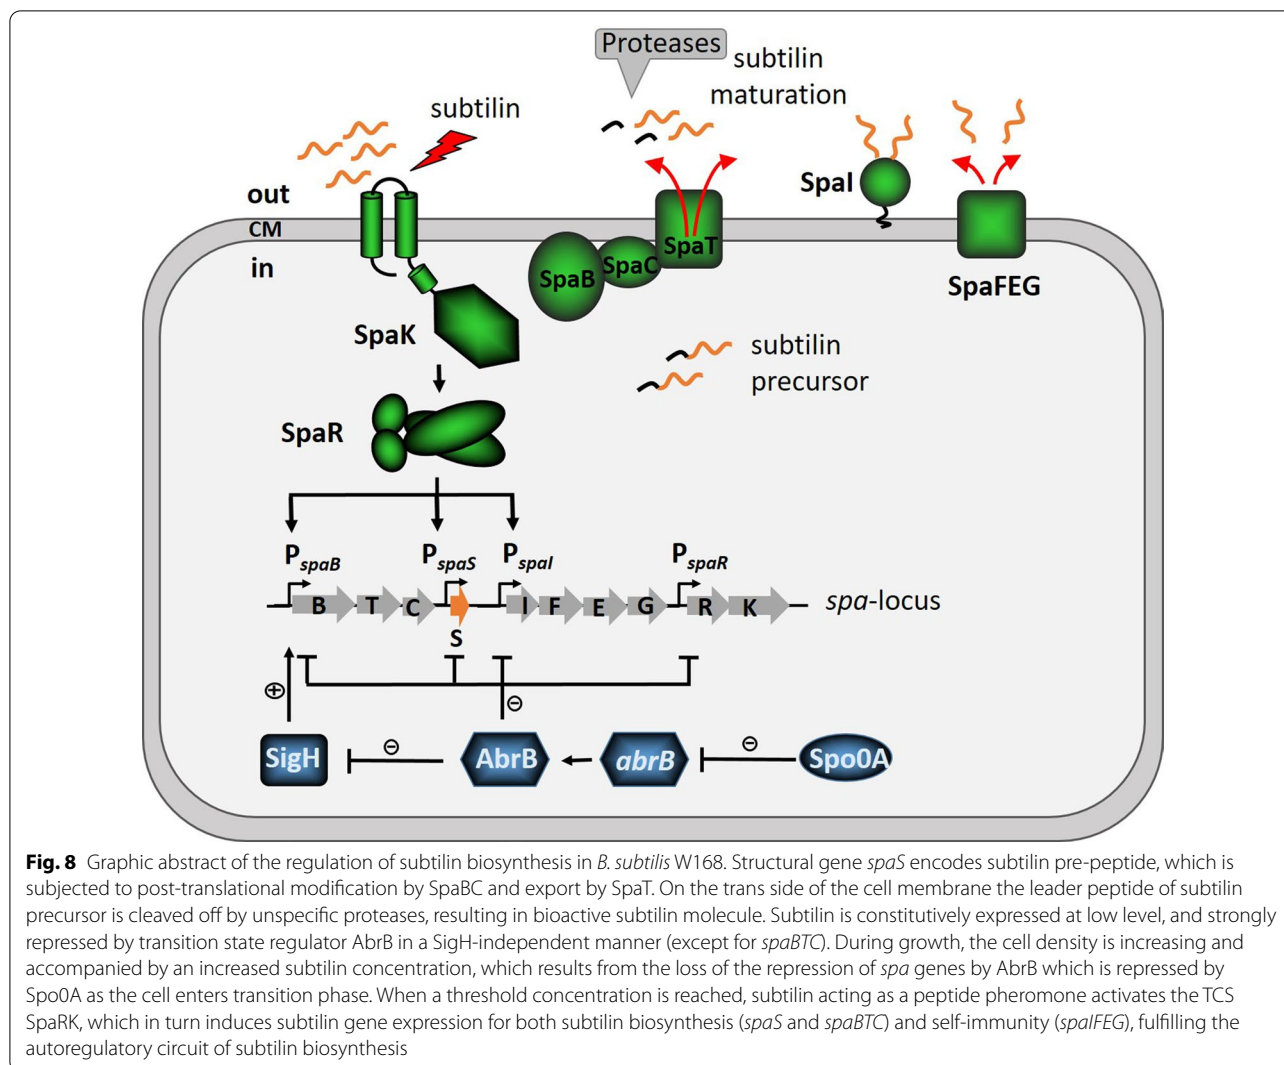 Proteases
subtilin
maturation
subtilin
SpaI
out
CM
in
SpaT
SpaC
SpaB
SpaFEG
SpaK
subtilin
precursor
SpaR
PspaB
PspaS
PspaI
PspaR
B T C I F E G R K
spa-locus
S
+
−
SigH
−
AbrB
abrB
−
Spo0A
Fig. 8 Graphic abstract of the regulation of subtilin biosynthesis in B. subtilis W168. Structural gene spaS encodes subtilin pre-peptide, which is
subjected to post-translational modification by SpaBC and export by SpaT. On the trans side of the cell membrane the leader peptide of subtilin
precursor is cleaved off by unspecific proteases, resulting in bioactive subtilin molecule. Subtilin is constitutively expressed at low level, and strongly
repressed by transition state regulator AbrB in a SigH-independent manner (except for spaBTC). During growth, the cell density is increasing and
accompanied by an increased subtilin concentration, which results from the loss of the repression of spa genes by AbrB which is repressed by
Spo0A as the cell enters transition phase. When a threshold concentration is reached, subtilin acting as a peptide pheromone activates the TCS
SpaRK, which in turn induces subtilin gene expression for both subtilin biosynthesis (spaS and spaBTC) and self-immunity (spaIFEG), fulfilling the
autoregulatory circuit of subtilin biosynthesis